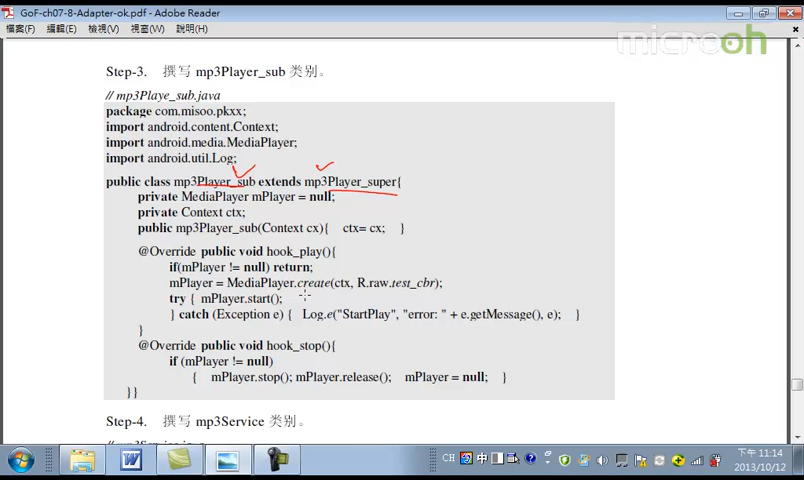 GoF-ch07-8-Adapter-ok.pdf - Adobe Reader
檔案(F) 編輯(E) 檢視(V) 視窗(W) 說明(H)
microoh
Step-3. 撰写 mp3Player_sub 类别。
// mp3Playe_sub.java
package com.misoo.pkxx;
import android.content.Context;
import android.media.MediaPlayer;
import android.util.Log;
public class mp3Player_sub extends mp3Player_super{
private MediaPlayer mPlayer = null;
private Context ctx;
public mp3Player_sub(Context cx){ ctx= cx; }
@Override public void hook_play(){
if(mPlayer != null) return;
mPlayer = MediaPlayer.create(ctx, R.raw.test_cbr);
try { mPlayer.start();
} catch (Exception e) { Log.e("StartPlay", "error: " + e.getMessage(), e); }
}
@Override public void hook_stop(){
if (mPlayer != null)
{ mPlayer.stop(); mPlayer.release(); mPlayer = null; }
}}
Step-4. 撰写 mp3Service 类别。
CH 中
下午 11:14
2013/10/12